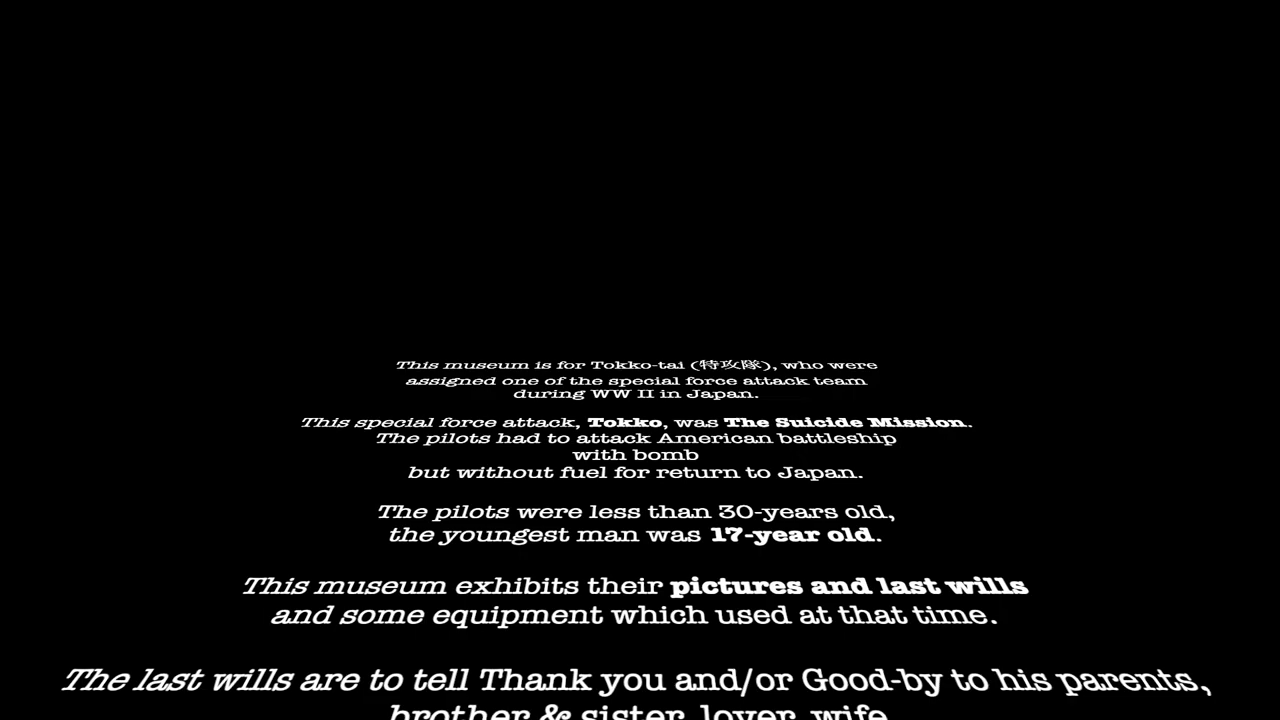 This museum is for Tokko-tai (特攻隊), who were
assigned one of the special force attack team
during WW II in Japan.
This special force attack, Tokko, was The Suicide Mission.
The pilots had to attack American battleship
with bomb
but without fuel for return to Japan.
The pilots were less than 30-years old,
the youngest man was 17-year old.
This museum exhibits their pictures and last wills
and some equipment which used at that time.
The last wills are to tell Thank you and/or Good-by to his parents,
brother & sister, lover, wife